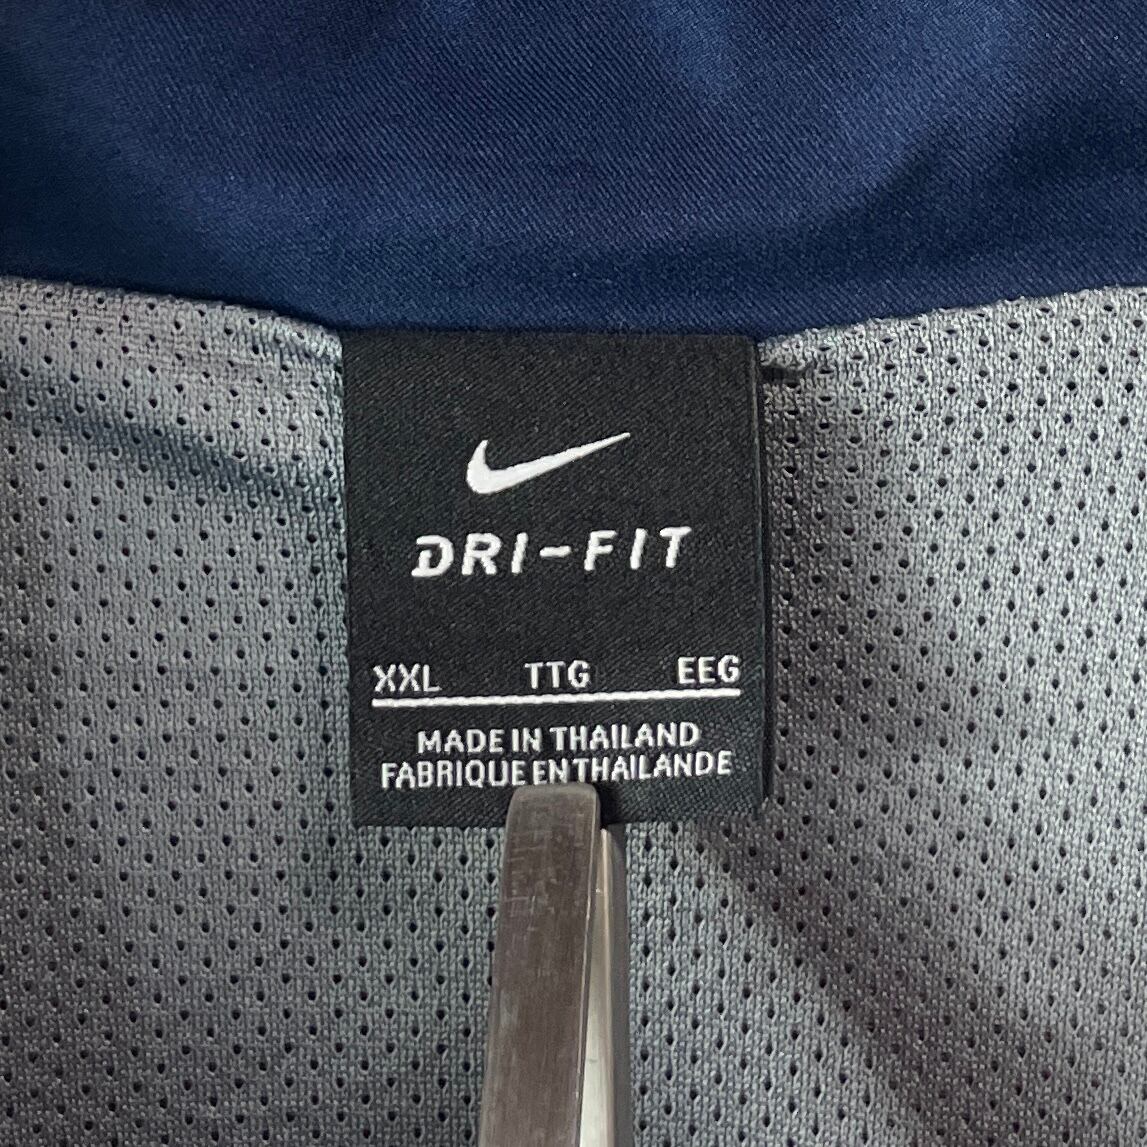 DRI-FIT
XXL TTG EEG
MADE IN THAILAND
FABRIQUE EN THAILANDE